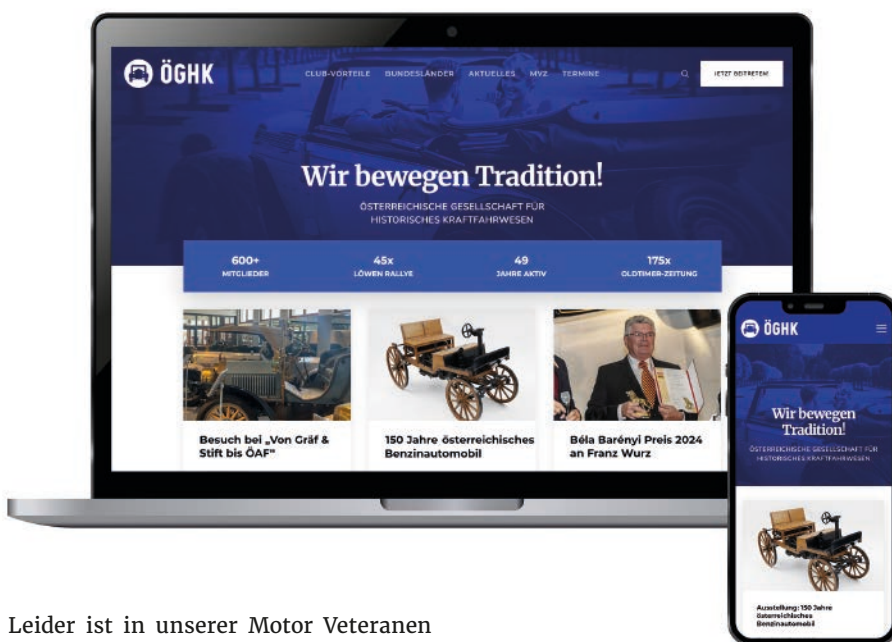 ÖGHK
CLUB-VORTEILE BUNDESLÄNDER AKTUELLES MVZ TERMINE
JETZT BEITRETEN!
Wir bewegen Tradition!
ÖSTERREICHISCHE GESELLSCHAFT FÜR
HISTORISCHES KRAFTFAHRWESEN
600+
MITGLIEDER
45x
LÖWEN RALLYE
49
JAHRE AKTIV
175x
OLDTIMER-ZEITUNG
Besuch bei „Von Gräf &
Stift bis ÖAF"
150 Jahre österreichisches
Benzinautomobil
Béla Barényi Preis 2024
an Franz Wurz
ÖGHK
Wir bewegen
Tradition!
ÖSTERREICHISCHE GESELLSCHAFT FÜR
HISTORISCHES KRAFTFAHRWESEN
Ausstellung: 150 Jahre
österreichisches
Benzinautomobil
Leider ist in unserer Motor Veteranen